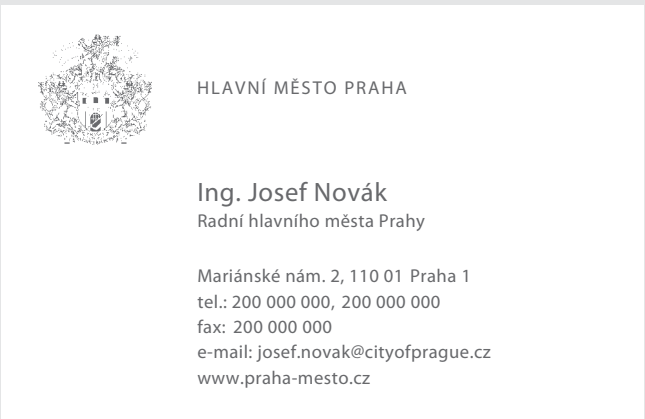 HLAVNÍ MĚSTO PRAHA
Ing. Josef Novák
Radní hlavního města Prahy
Mariánské nám. 2, 110 01 Praha 1
tel.: 200 000 000, 200 000 000
fax: 200 000 000
e-mail: josef.novak@cityofprague.cz
www.praha-mesto.cz